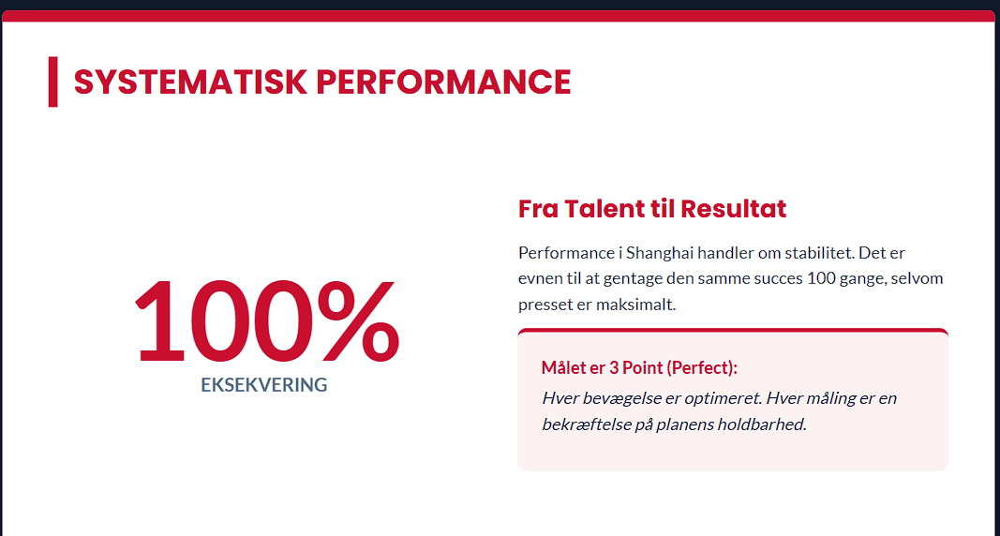 SYSTEMATISK PERFORMANCE
100%
EKSEKVERING
Fra Talent til Resultat
Performance i Shanghai handler om stabilitet. Det er
evnen til at gentage den samme succes 100 gange, selvom
presset er maksimalt.
Målet er 3 Point (Perfect):
Hver bevægelse er optimeret. Hver måling er en
bekræftelse på planens holdbarhed.